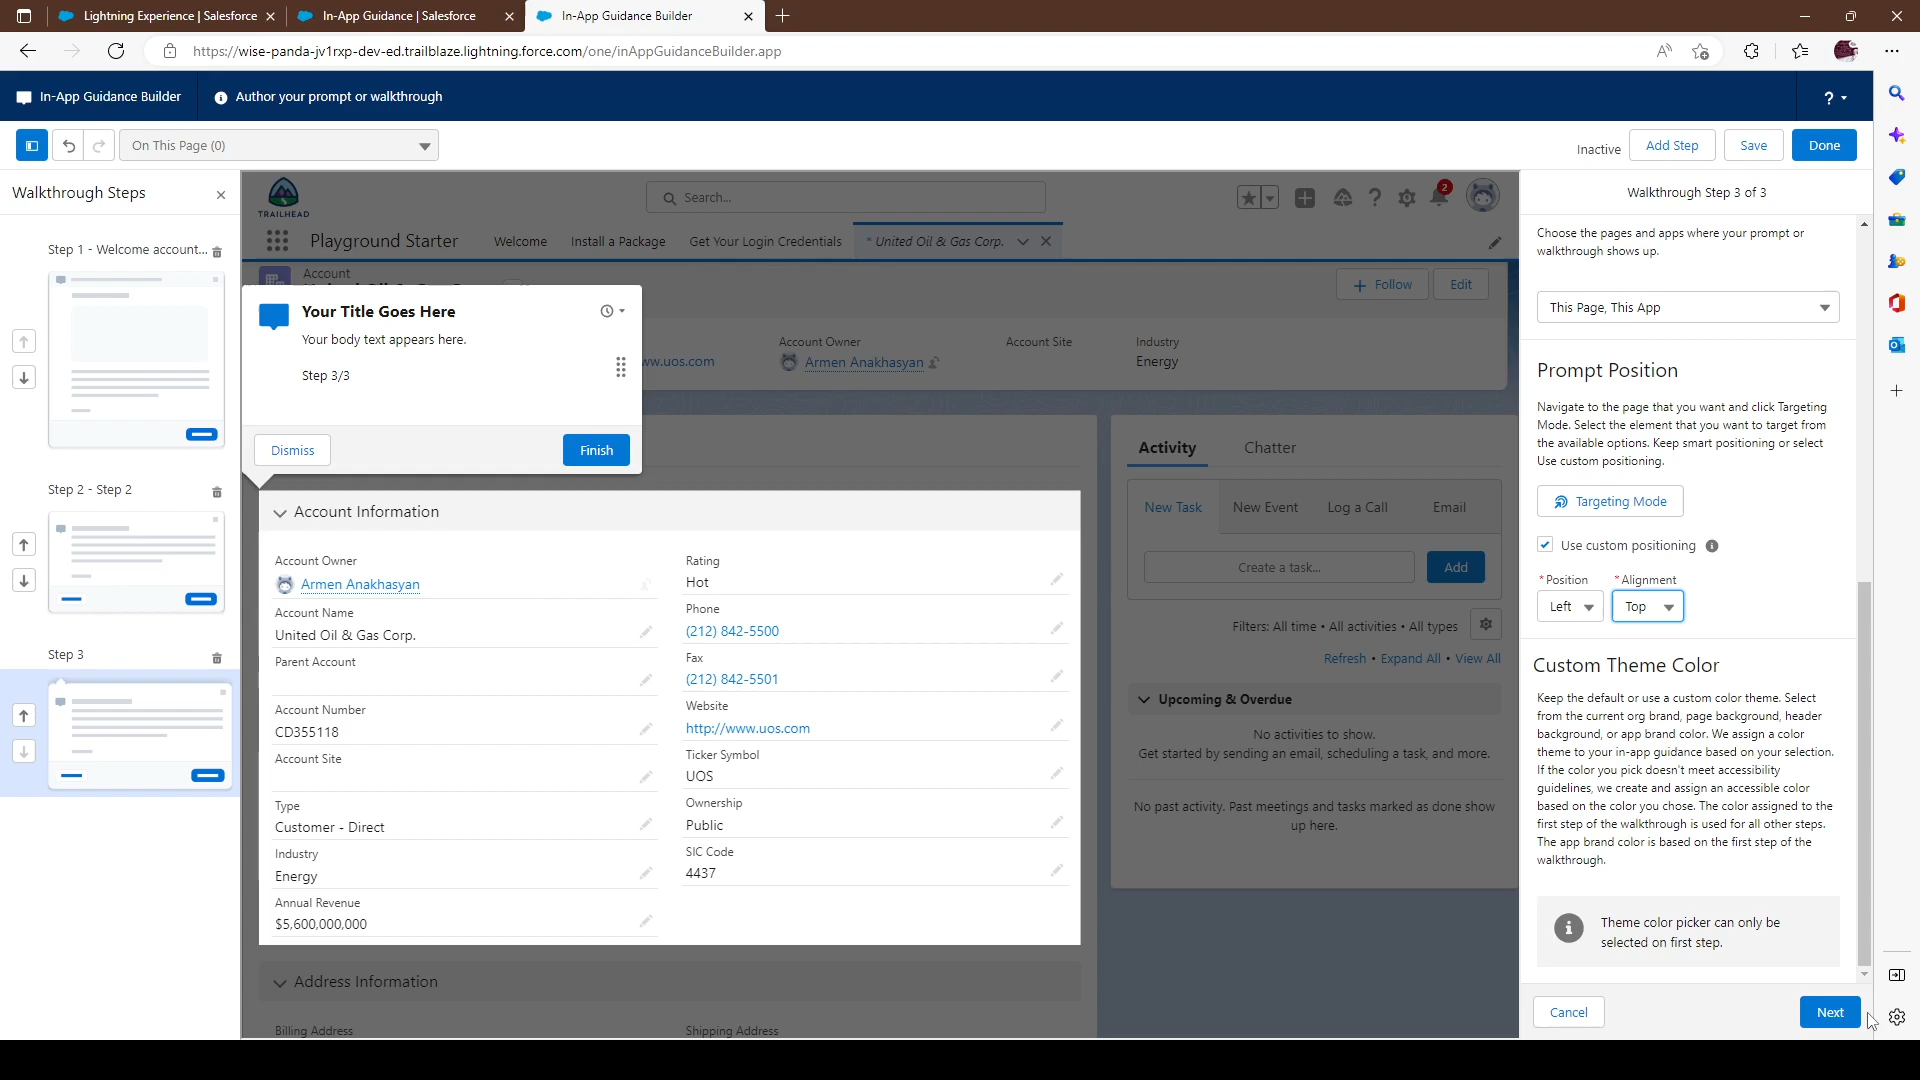 Lightning Experience | Salesforce
In-App Guidance | Salesforce
In-App Guidance Builder
https://wise-panda-jv1rxp-dev-ed.trailblaze.lightning.force.com/one/inAppGuidanceBuilder.app
In-App Guidance Builder
Author your prompt or walkthrough
?
On This Page (0)
Inactive
Add Step
Save
Done
Walkthrough Steps
Step 1 - Welcome account...
Step 2 - Step 2
Step 3
TRAILHEAD
Search...
2
Playground Starter
Welcome
Install a Package
Get Your Login Credentials
* United Oil & Gas Corp.
Account
Follow
Edit
Your Title Goes Here
Your body text appears here.
Step 3/3
Dismiss
Finish
ww.uos.com
Account Owner
Armen Anakhasyan
Account Site
Industry
Energy
Account Information
Account Owner
Armen Anakhasyan
Account Name
United Oil & Gas Corp.
Parent Account
Account Number
CD355118
Account Site
Type
Customer - Direct
Industry
Energy
Annual Revenue
$5,600,000,000
Rating
Hot
Phone
(212) 842-5500
Fax
(212) 842-5501
Website
http://www.uos.com
Ticker Symbol
UOS
Ownership
Public
SIC Code
4437
Address Information
Billing Address
Shipping Address
Activity
Chatter
New Task
New Event
Log a Call
Email
Create a task...
Add
Filters: All time • All activities • All types
Refresh • Expand All • View All
Upcoming & Overdue
No activities to show.
Get started by sending an email, scheduling a task, and more.
No past activity. Past meetings and tasks marked as done show
up here.
Walkthrough Step 3 of 3
Choose the pages and apps where your prompt or
walkthrough shows up.
This Page, This App
Prompt Position
Navigate to the page that you want and click Targeting
Mode. Select the element that you want to target from
the available options. Keep smart positioning or select
Use custom positioning.
Targeting Mode
Use custom positioning
*Position
*Alignment
Left
Top
Custom Theme Color
Keep the default or use a custom color theme. Select
from the current org brand, page background, header
background, or app brand color. We assign a color
theme to your in-app guidance based on your selection.
If the color you pick doesn't meet accessibility
guidelines, we create and assign an accessible color
based on the color you chose. The color assigned to the
first step of the walkthrough is used for all other steps.
The app brand color is based on the first step of the
walkthrough.
Theme color picker can only be
selected on first step.
Cancel
Next